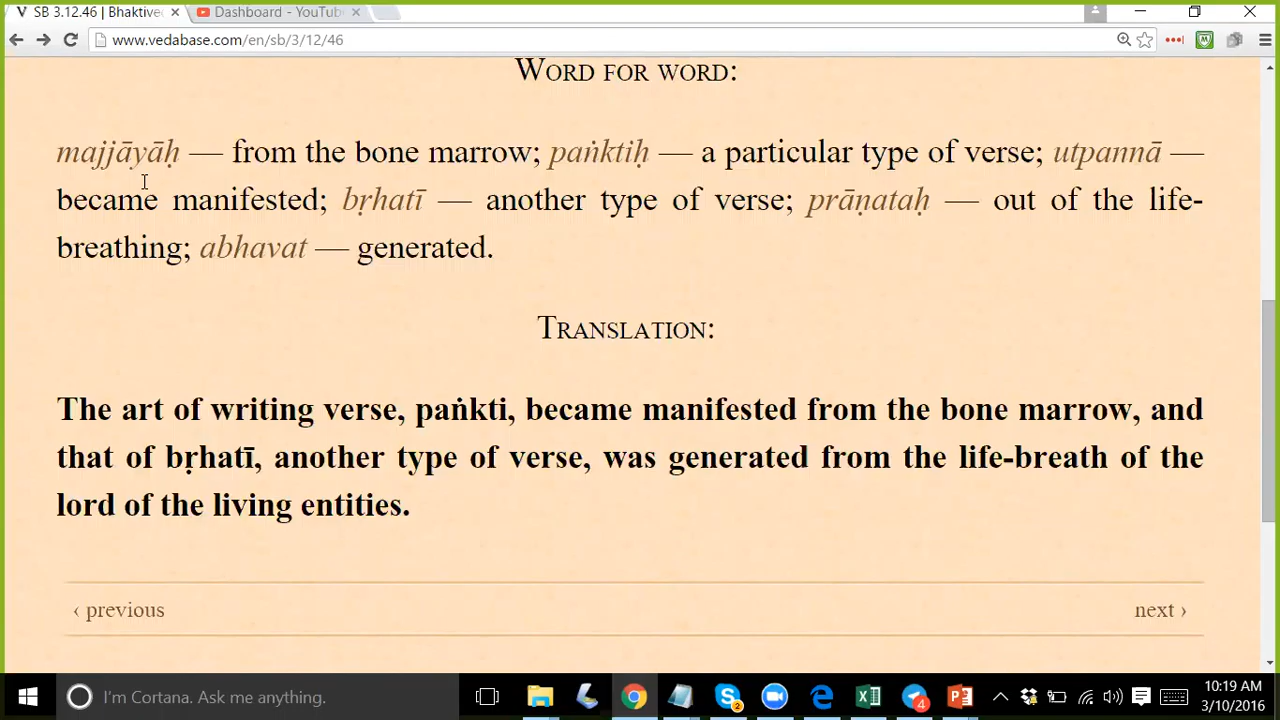 SB 3.12.46 | Bhaktived
Dashboard - YouTub
www.vedabase.com/en/sb/3/12/46
WORD FOR WORD:
majjāyāḥ — from the bone marrow; paṅktiḥ — a particular type of verse; utpannā —
became manifested; bṛhatī — another type of verse; prāṇataḥ — out of the life-
breathing; abhavat — generated.
TRANSLATION:
The art of writing verse, paṅkti, became manifested from the bone marrow, and
that of bṛhatī, another type of verse, was generated from the life-breath of the
lord of the living entities.
‹ previous
next ›
I'm Cortana. Ask me anything.
2
4
10:19 AM
3/10/2016